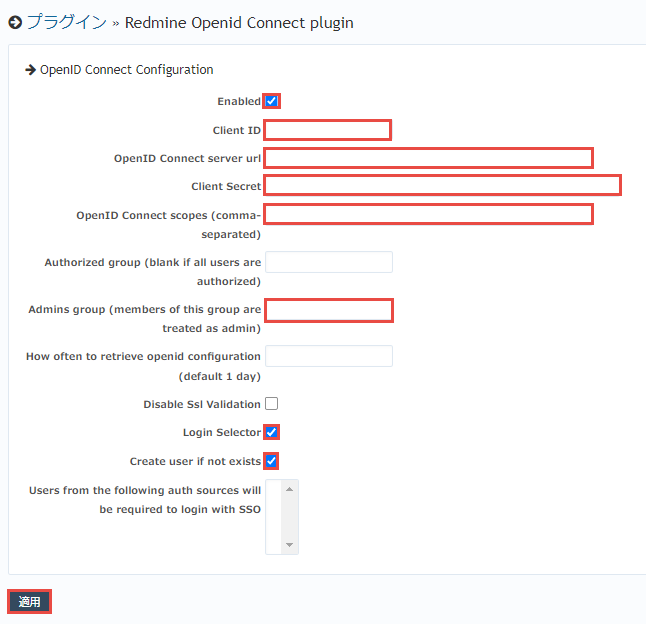 プラグイン » Redmine Openid Connect plugin
OpenID Connect Configuration
Enabled
Client ID
OpenID Connect server url
Client Secret
OpenID Connect scopes (comma-
separated)
Authorized group (blank if all users are
authorized)
Admins group (members of this group are
treated as admin)
How often to retrieve openid configuration
(default 1 day)
Disable Ssl Validation
Login Selector
Create user if not exists
Users from the following auth sources will
be required to login with SSO
適用